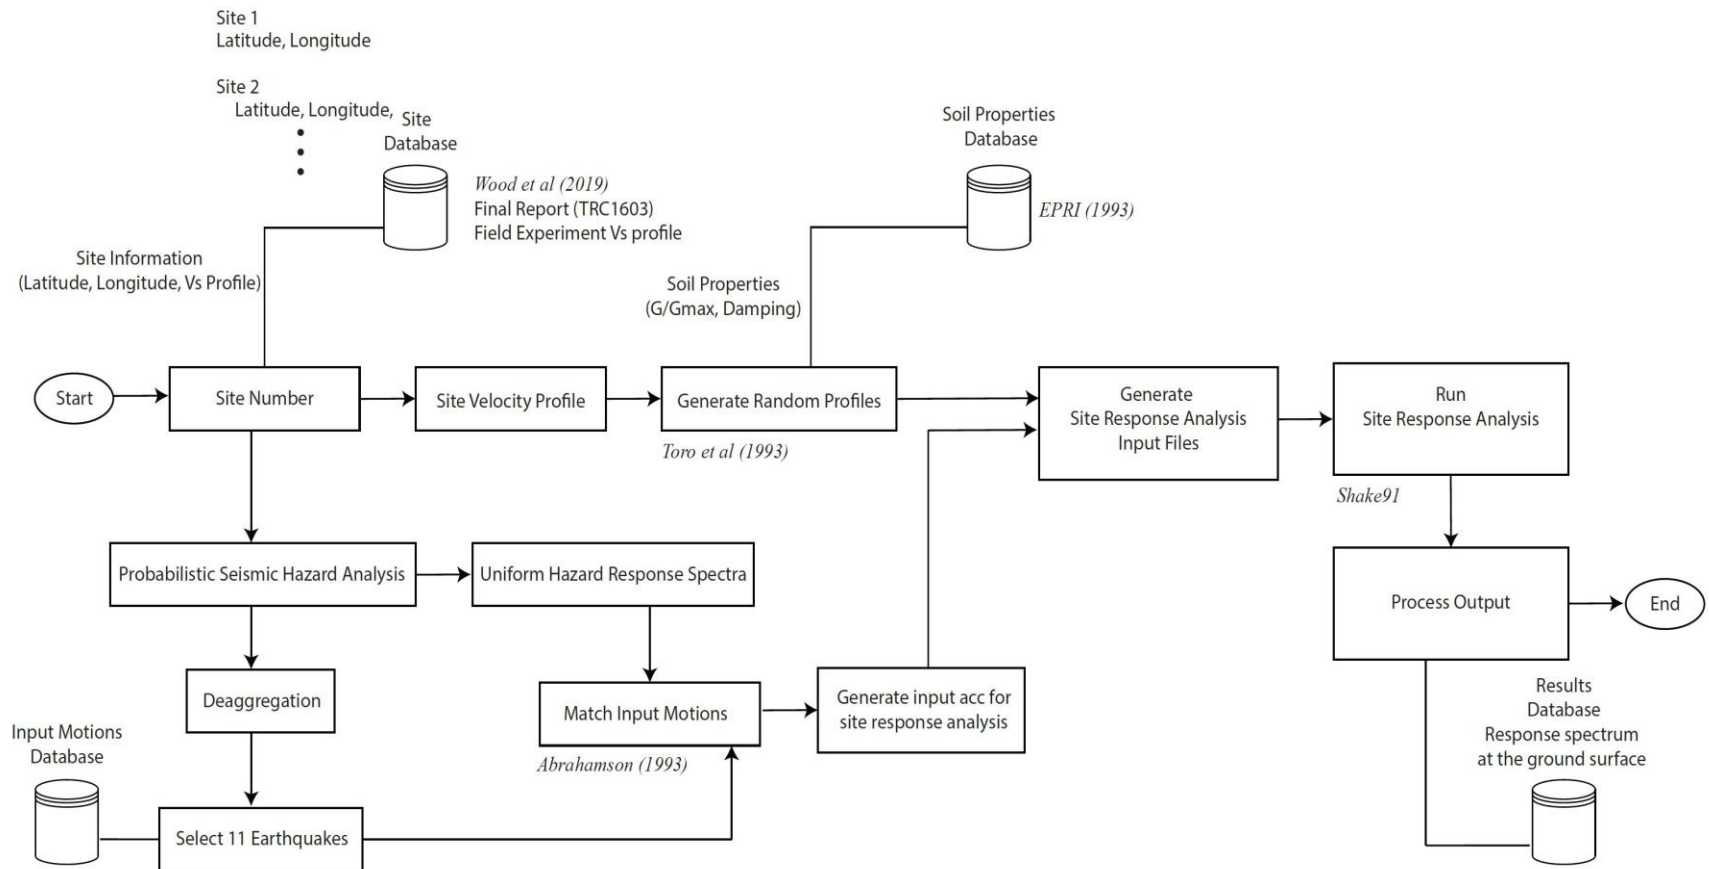 Site 1
Latitude, Longitude
Site 2
Latitude, Longitude,
Site
Database
Wood et al (2019)
Final Report (TRC1603)
Field Experiment Vs profile
Soil Properties
Database
EPRI (1993)
Site Information
(Latitude, Longitude, Vs Profile)
Soil Properties
(G/Gmax, Damping)
Start
Site Number
Site Velocity Profile
Generate Random Profiles
Toro et al (1993)
Generate
Site Response Analysis
Input Files
Run
Site Response Analysis
Shake91
Probabilistic Seismic Hazard Analysis
Uniform Hazard Response Spectra
Process Output
End
Deaggregation
Match Input Motions
Abrahamson (1993)
Generate input acc for
site response analysis
Input Motions
Database
Select 11 Earthquakes
Results
Database
Response spectrum
at the ground surface